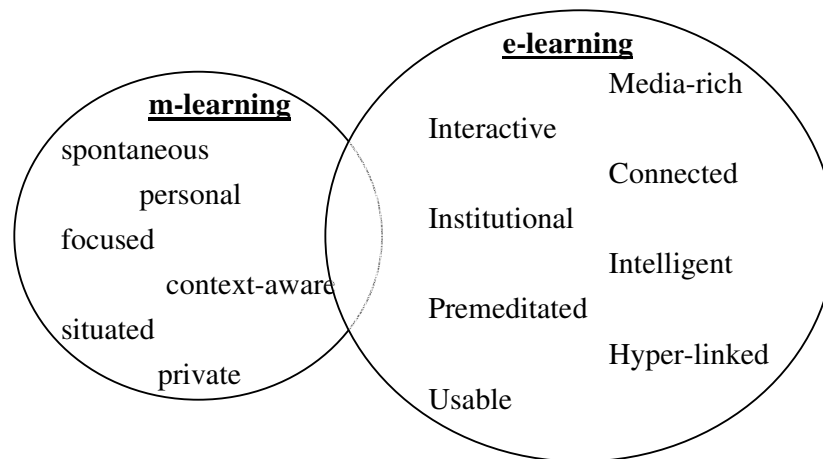 m-learning
spontaneous
personal
focused
context-aware
situated
private
e-learning
Media-rich
Interactive
Connected
Institutional
Intelligent
Premeditated
Hyper-linked
Usable